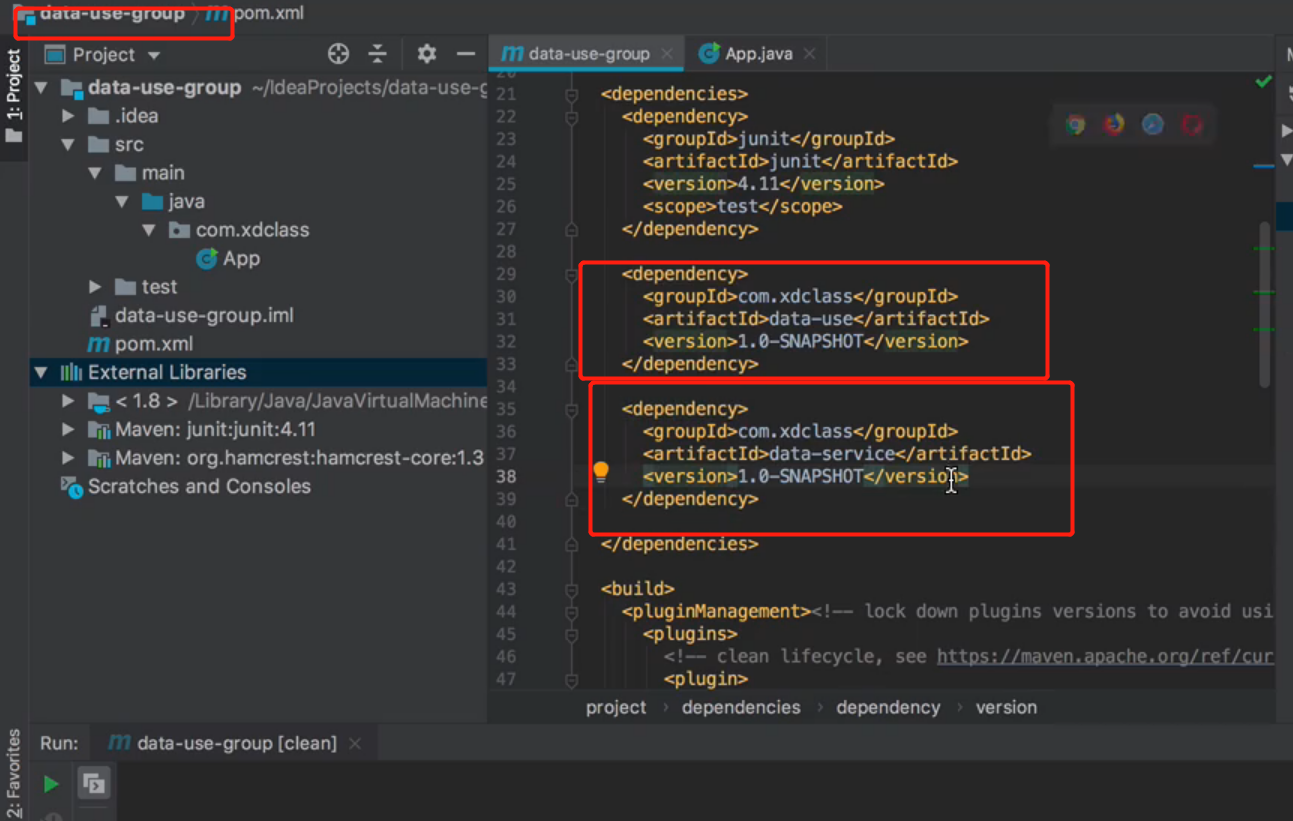 data-use-group pom.xml
1: Project
Project
data-use-group ~/IdeaProjects/data-use-g
.idea
src
main
java
com.xdclass
App
test
data-use-group.iml
pom.xml
External Libraries
< 1.8 > /Library/Java/JavaVirtualMachine
Maven: junit:junit:4.11
Maven: org.hamcrest:hamcrest-core:1.3
Scratches and Consoles
data-use-group App.java
20
21 <dependencies>
22 <dependency>
23 <groupId>junit</groupId>
24 <artifactId>junit</artifactId>
25 <version>4.11</version>
26 <scope>test</scope>
27 </dependency>
28
29 <dependency>
30 <groupId>com.xdclass</groupId>
31 <artifactId>data-use</artifactId>
32 <version>1.0-SNAPSHOT</version>
33 </dependency>
34
35 <dependency>
36 <groupId>com.xdclass</groupId>
37 <artifactId>data-service</artifactId>
38 <version>1.0-SNAPSHOT</version>
39 </dependency>
40
41 </dependencies>
42
43 <build>
44 <pluginManagement><!-- lock down plugins versions to avoid usi
45 <plugins>
46 <!-- clean lifecycle, see https://maven.apache.org/ref/cur
47 <plugin>
project › dependencies › dependency › version
Run: data-use-group [clean]
2: Favorites